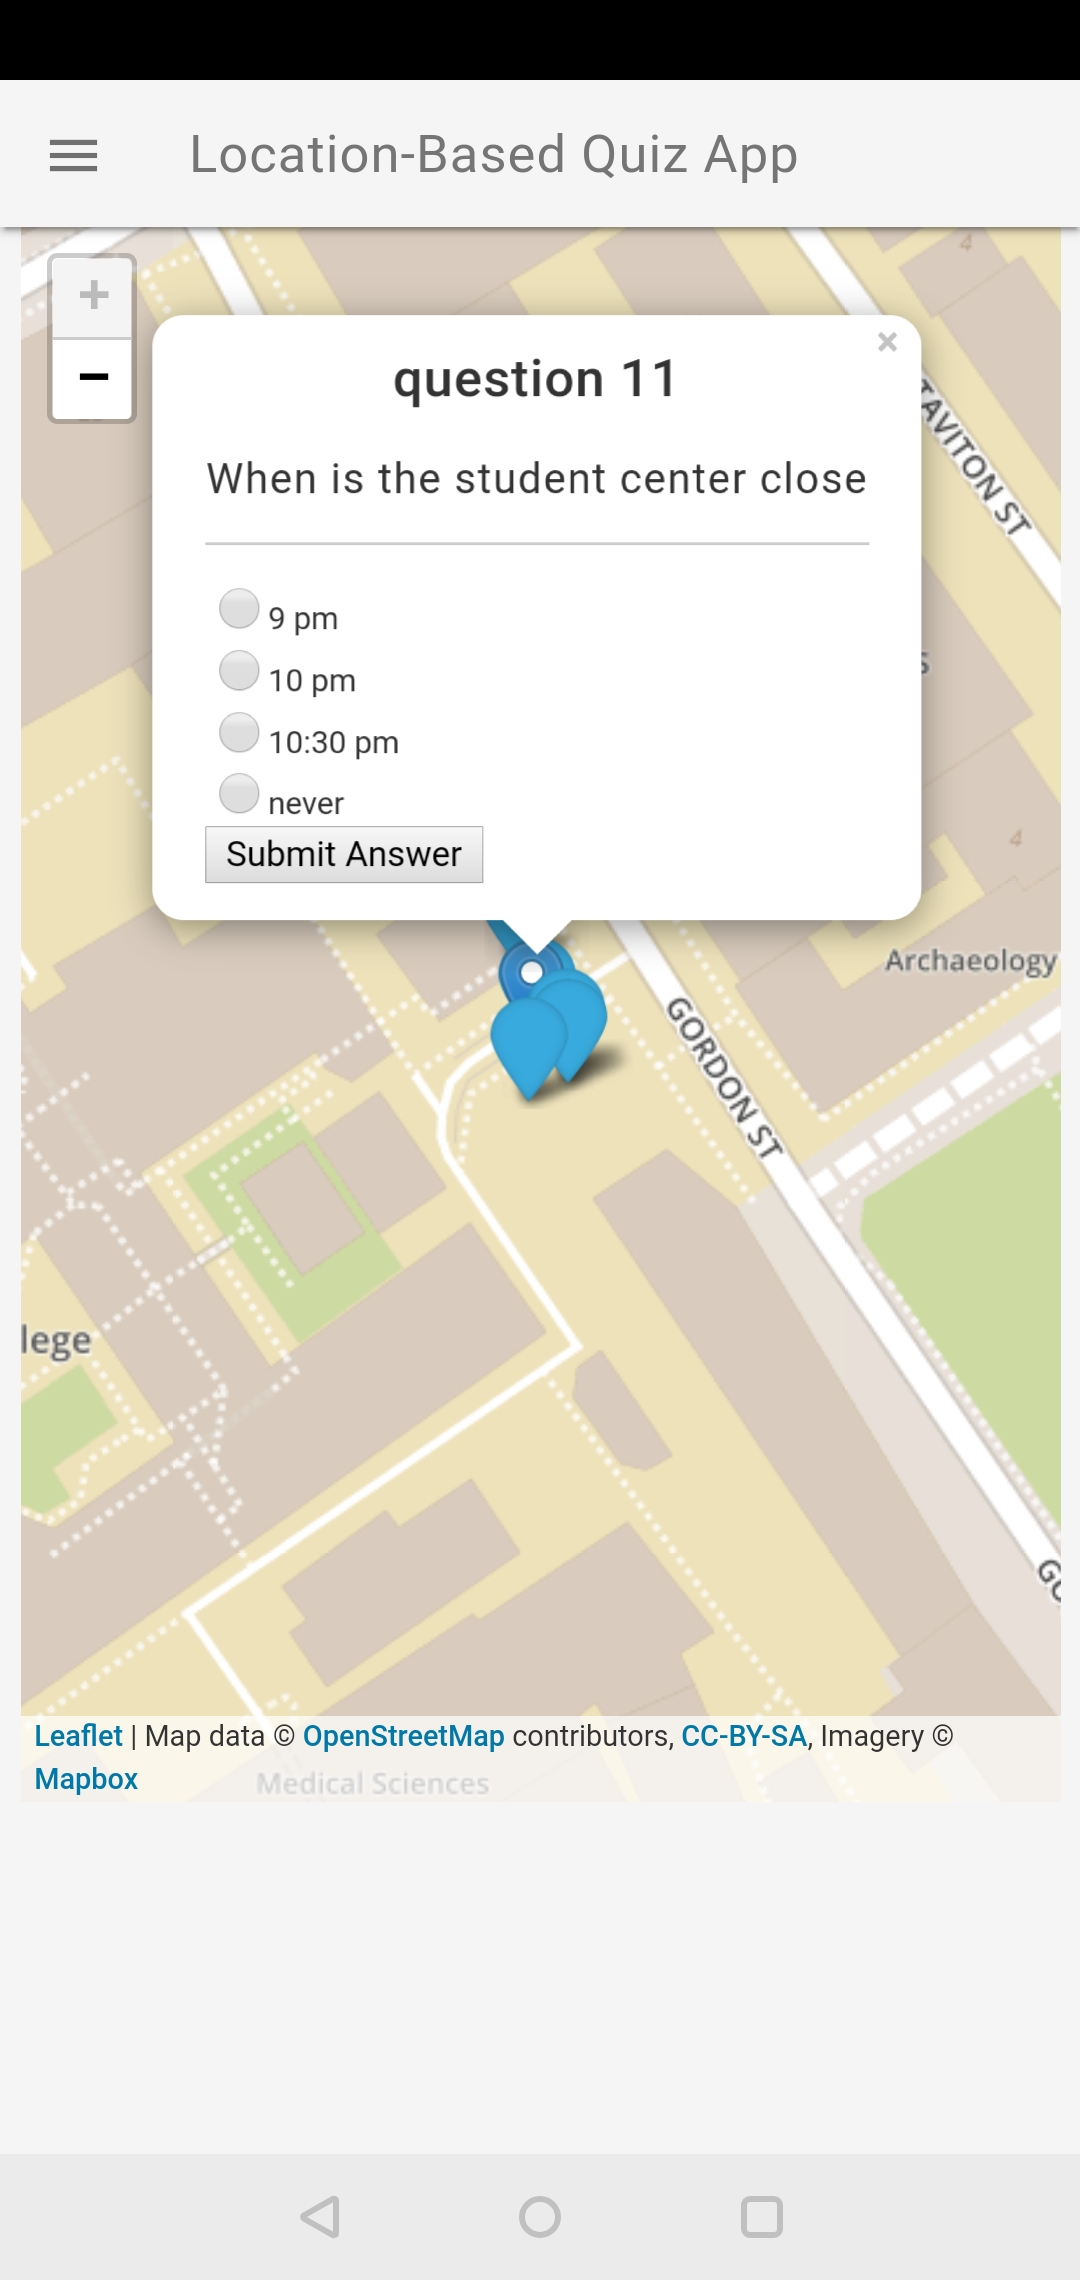 Location-Based Quiz App
+
−
4
×
question 11
When is the student center close
TAVITON ST
9 pm
10 pm
10:30 pm
never
Submit Answer
4
Archaeology
GORDON ST
lege
GO
Leaflet | Map data © OpenStreetMap contributors, CC-BY-SA, Imagery ©
Mapbox
Medical Sciences